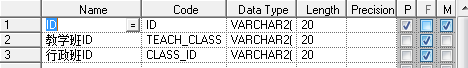 Name Code Data Type Length Precision P F M
1 ID = ID VARCHAR2( 20
2 教学班ID TEACH_CLASS VARCHAR2( 20
3 行政班ID CLASS_ID VARCHAR2( 20